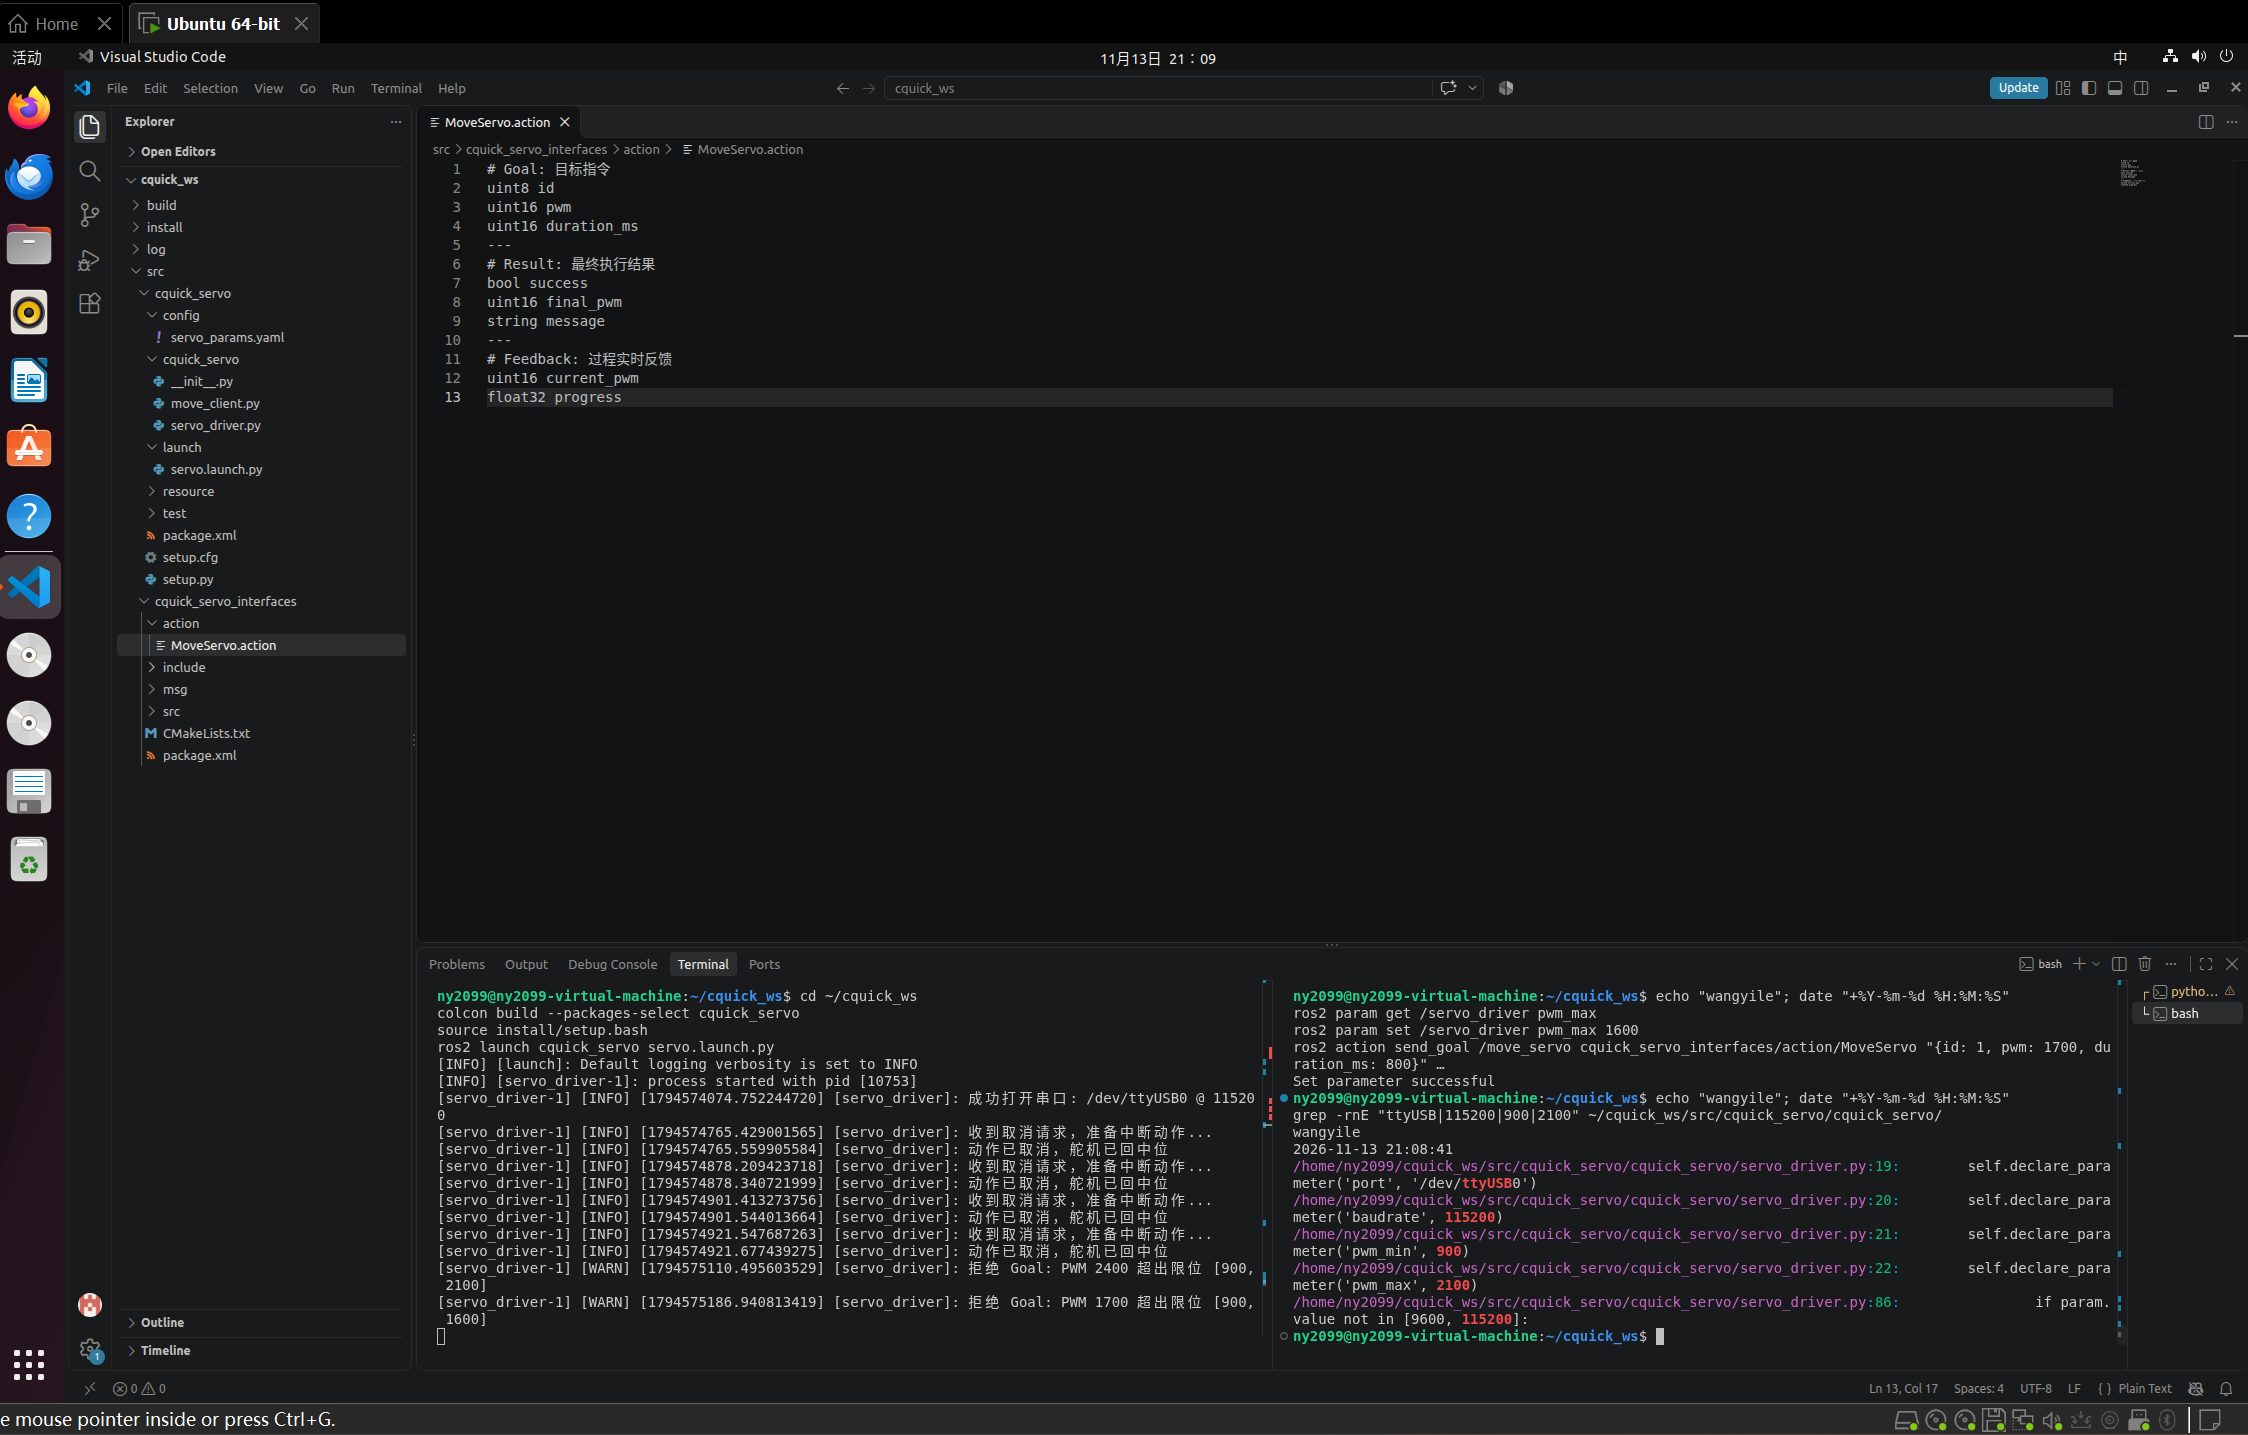 Home
Ubuntu 64-bit
活动
Visual Studio Code
11月13日 21：09
中
File Edit Selection View Go Run Terminal Help
cquick_ws
Update
Explorer
Open Editors
cquick_ws
build
install
log
src
cquick_servo
config
! servo_params.yaml
cquick_servo
__init__.py
move_client.py
servo_driver.py
launch
servo.launch.py
resource
test
package.xml
setup.cfg
setup.py
cquick_servo_interfaces
action
MoveServo.action
include
msg
src
M CMakeLists.txt
package.xml
Outline
Timeline
1
MoveServo.action
src > cquick_servo_interfaces > action > MoveServo.action
1 # Goal: 目标指令
2 uint8 id
3 uint16 pwm
4 uint16 duration_ms
5 ---
6 # Result: 最终执行结果
7 bool success
8 uint16 final_pwm
9 string message
10 ---
11 # Feedback: 过程实时反馈
12 uint16 current_pwm
13 float32 progress
Problems Output Debug Console Terminal Ports
bash
ny2099@ny2099-virtual-machine:~/cquick_ws$ cd ~/cquick_ws
colcon build --packages-select cquick_servo
source install/setup.bash
ros2 launch cquick_servo servo.launch.py
[INFO] [launch]: Default logging verbosity is set to INFO
[INFO] [servo_driver-1]: process started with pid [10753]
[servo_driver-1] [INFO] [1794574074.752244720] [servo_driver]: 成功打开串口: /dev/ttyUSB0 @ 11520
0
[servo_driver-1] [INFO] [1794574765.429001565] [servo_driver]: 收到取消请求，准备中断动作...
[servo_driver-1] [INFO] [1794574765.559905584] [servo_driver]: 动作已取消，舵机已回中位
[servo_driver-1] [INFO] [1794574878.209423718] [servo_driver]: 收到取消请求，准备中断动作...
[servo_driver-1] [INFO] [1794574878.340721999] [servo_driver]: 动作已取消，舵机已回中位
[servo_driver-1] [INFO] [1794574901.413273756] [servo_driver]: 收到取消请求，准备中断动作...
[servo_driver-1] [INFO] [1794574901.544013664] [servo_driver]: 动作已取消，舵机已回中位
[servo_driver-1] [INFO] [1794574921.547687263] [servo_driver]: 收到取消请求，准备中断动作...
[servo_driver-1] [INFO] [1794574921.677439275] [servo_driver]: 动作已取消，舵机已回中位
[servo_driver-1] [WARN] [1794575110.495603529] [servo_driver]: 拒绝 Goal: PWM 2400 超出限位 [900,
2100]
[servo_driver-1] [WARN] [1794575186.940813419] [servo_driver]: 拒绝 Goal: PWM 1700 超出限位 [900,
1600]
ny2099@ny2099-virtual-machine:~/cquick_ws$ echo "wangyile"; date "+%Y-%m-%d %H:%M:%S"
ros2 param get /servo_driver pwm_max
ros2 param set /servo_driver pwm_max 1600
ros2 action send_goal /move_servo cquick_servo_interfaces/action/MoveServo "{id: 1, pwm: 1700, du
ration_ms: 800}" …
Set parameter successful
ny2099@ny2099-virtual-machine:~/cquick_ws$ echo "wangyile"; date "+%Y-%m-%d %H:%M:%S"
grep -rnE "ttyUSB|115200|900|2100" ~/cquick_ws/src/cquick_servo/cquick_servo/
wangyile
2026-11-13 21:08:41
/home/ny2099/cquick_ws/src/cquick_servo/cquick_servo/servo_driver.py:19: self.declare_para
meter('port', '/dev/ttyUSB0')
/home/ny2099/cquick_ws/src/cquick_servo/cquick_servo/servo_driver.py:20: self.declare_para
meter('baudrate', 115200)
/home/ny2099/cquick_ws/src/cquick_servo/cquick_servo/servo_driver.py:21: self.declare_para
meter('pwm_min', 900)
/home/ny2099/cquick_ws/src/cquick_servo/cquick_servo/servo_driver.py:22: self.declare_para
meter('pwm_max', 2100)
/home/ny2099/cquick_ws/src/cquick_servo/cquick_servo/servo_driver.py:86: if param.
value not in [9600, 115200]:
ny2099@ny2099-virtual-machine:~/cquick_ws$
pytho...
bash
0 0
Ln 13, Col 17 Spaces: 4 UTF-8 LF {} Plain Text
e mouse pointer inside or press Ctrl+G.